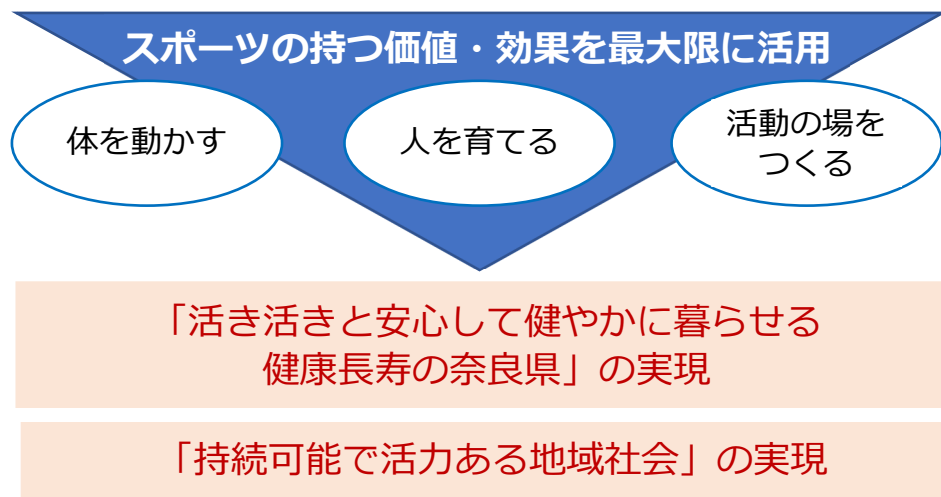 スポーツの持つ価値・効果を最大限に活用
体を動かす
人を育てる
活動の場を
つくる
「活き活きと安心して健やかに暮らせる
健康長寿の奈良県」の実現
「持続可能で活力ある地域社会」の実現